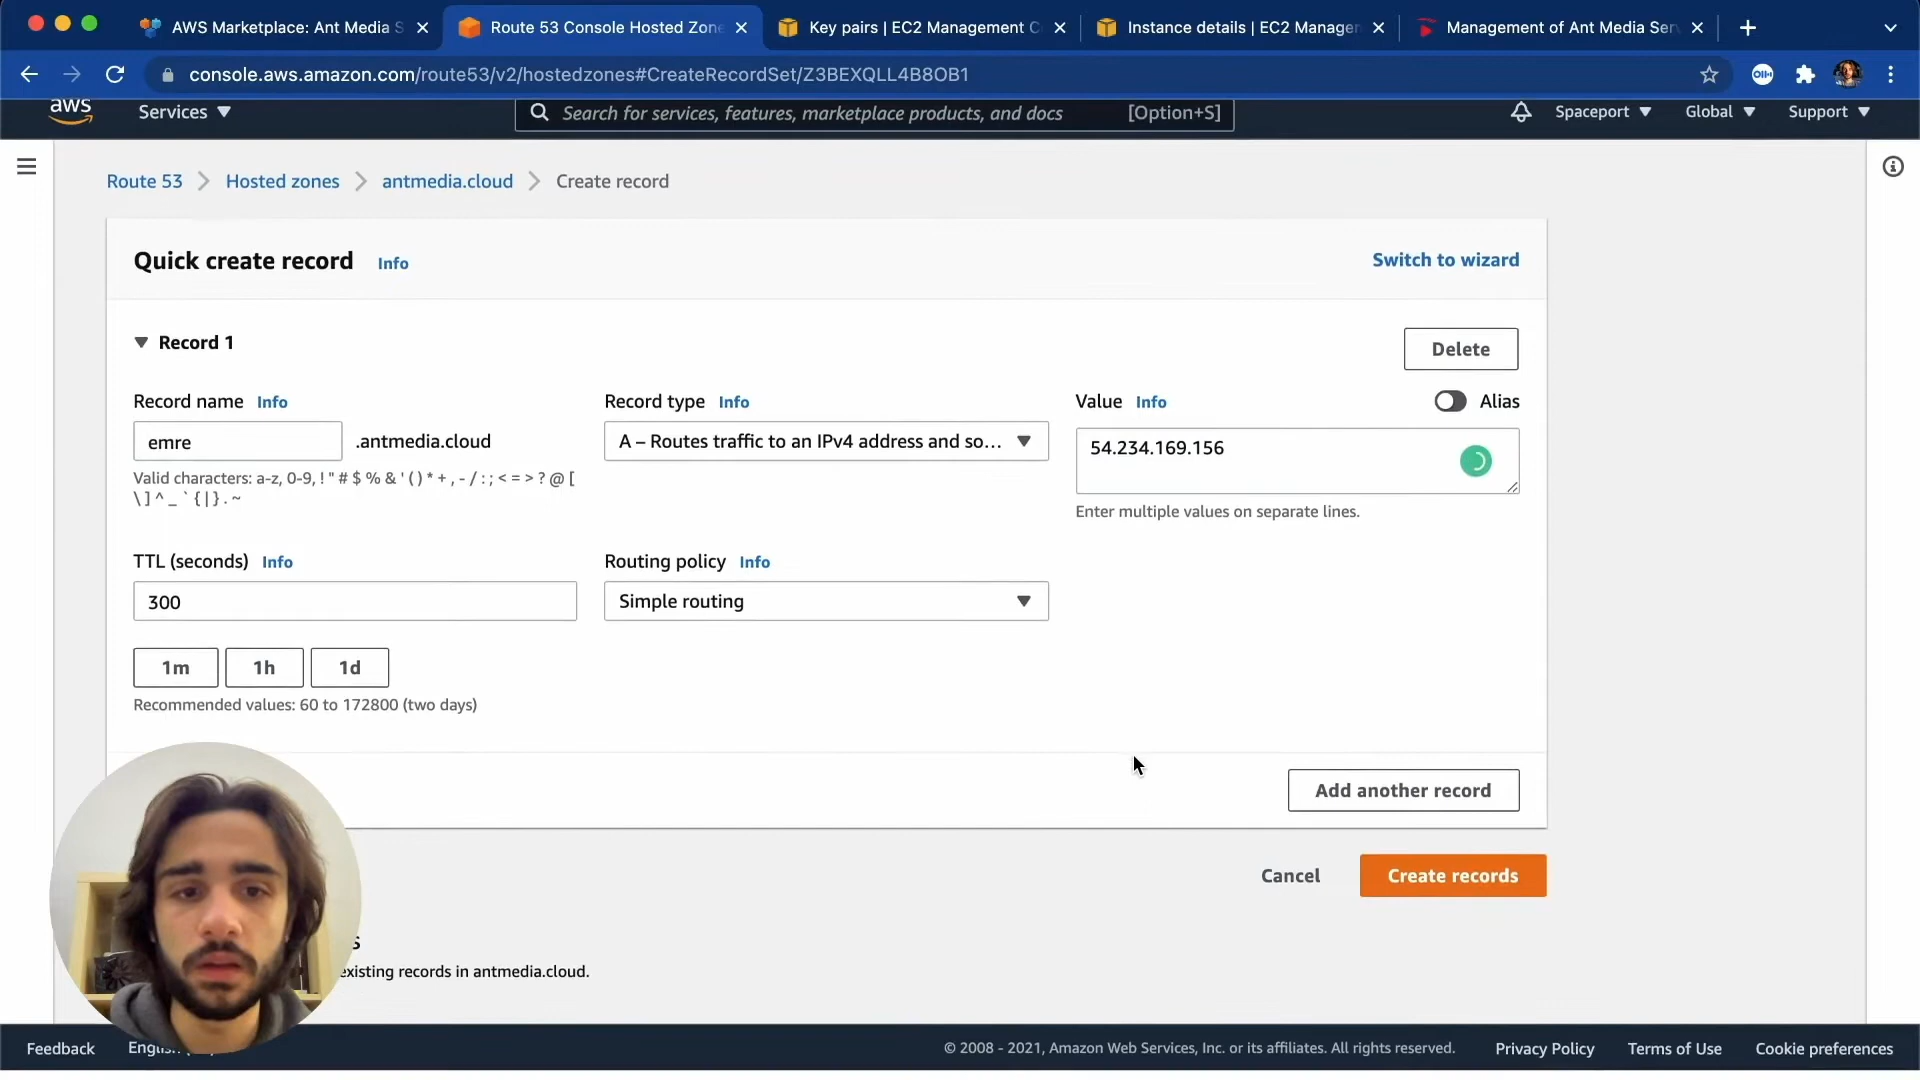 AWS Marketplace: Ant Media S
Route 53 Console Hosted Zone
Key pairs | EC2 Management C
Instance details | EC2 Manager
Management of Ant Media Serv
console.aws.amazon.com/route53/v2/hostedzones#CreateRecordSet/Z3BEXQLL4B8OB1
aws
Services
Search for services, features, marketplace products, and docs
[Option+S]
Spaceport
Global
Support
Route 53
Hosted zones
antmedia.cloud
Create record
Quick create record
Info
Switch to wizard
Record 1
Delete
Record name Info
Record type Info
Value Info
Alias
emre
.antmedia.cloud
A – Routes traffic to an IPv4 address and so...
54.234.169.156
Valid characters: a-z, 0-9, ! " # $ % & ' ( ) * + , - / : ; < = > ? @ [
\ ] ^ _ ` { | } . ~
Enter multiple values on separate lines.
TTL (seconds) Info
Routing policy Info
300
Simple routing
1m
1h
1d
Recommended values: 60 to 172800 (two days)
Add another record
Cancel
Create records
existing records in antmedia.cloud.
Feedback
© 2008 - 2021, Amazon Web Services, Inc. or its affiliates. All rights reserved.
Privacy Policy
Terms of Use
Cookie preferences